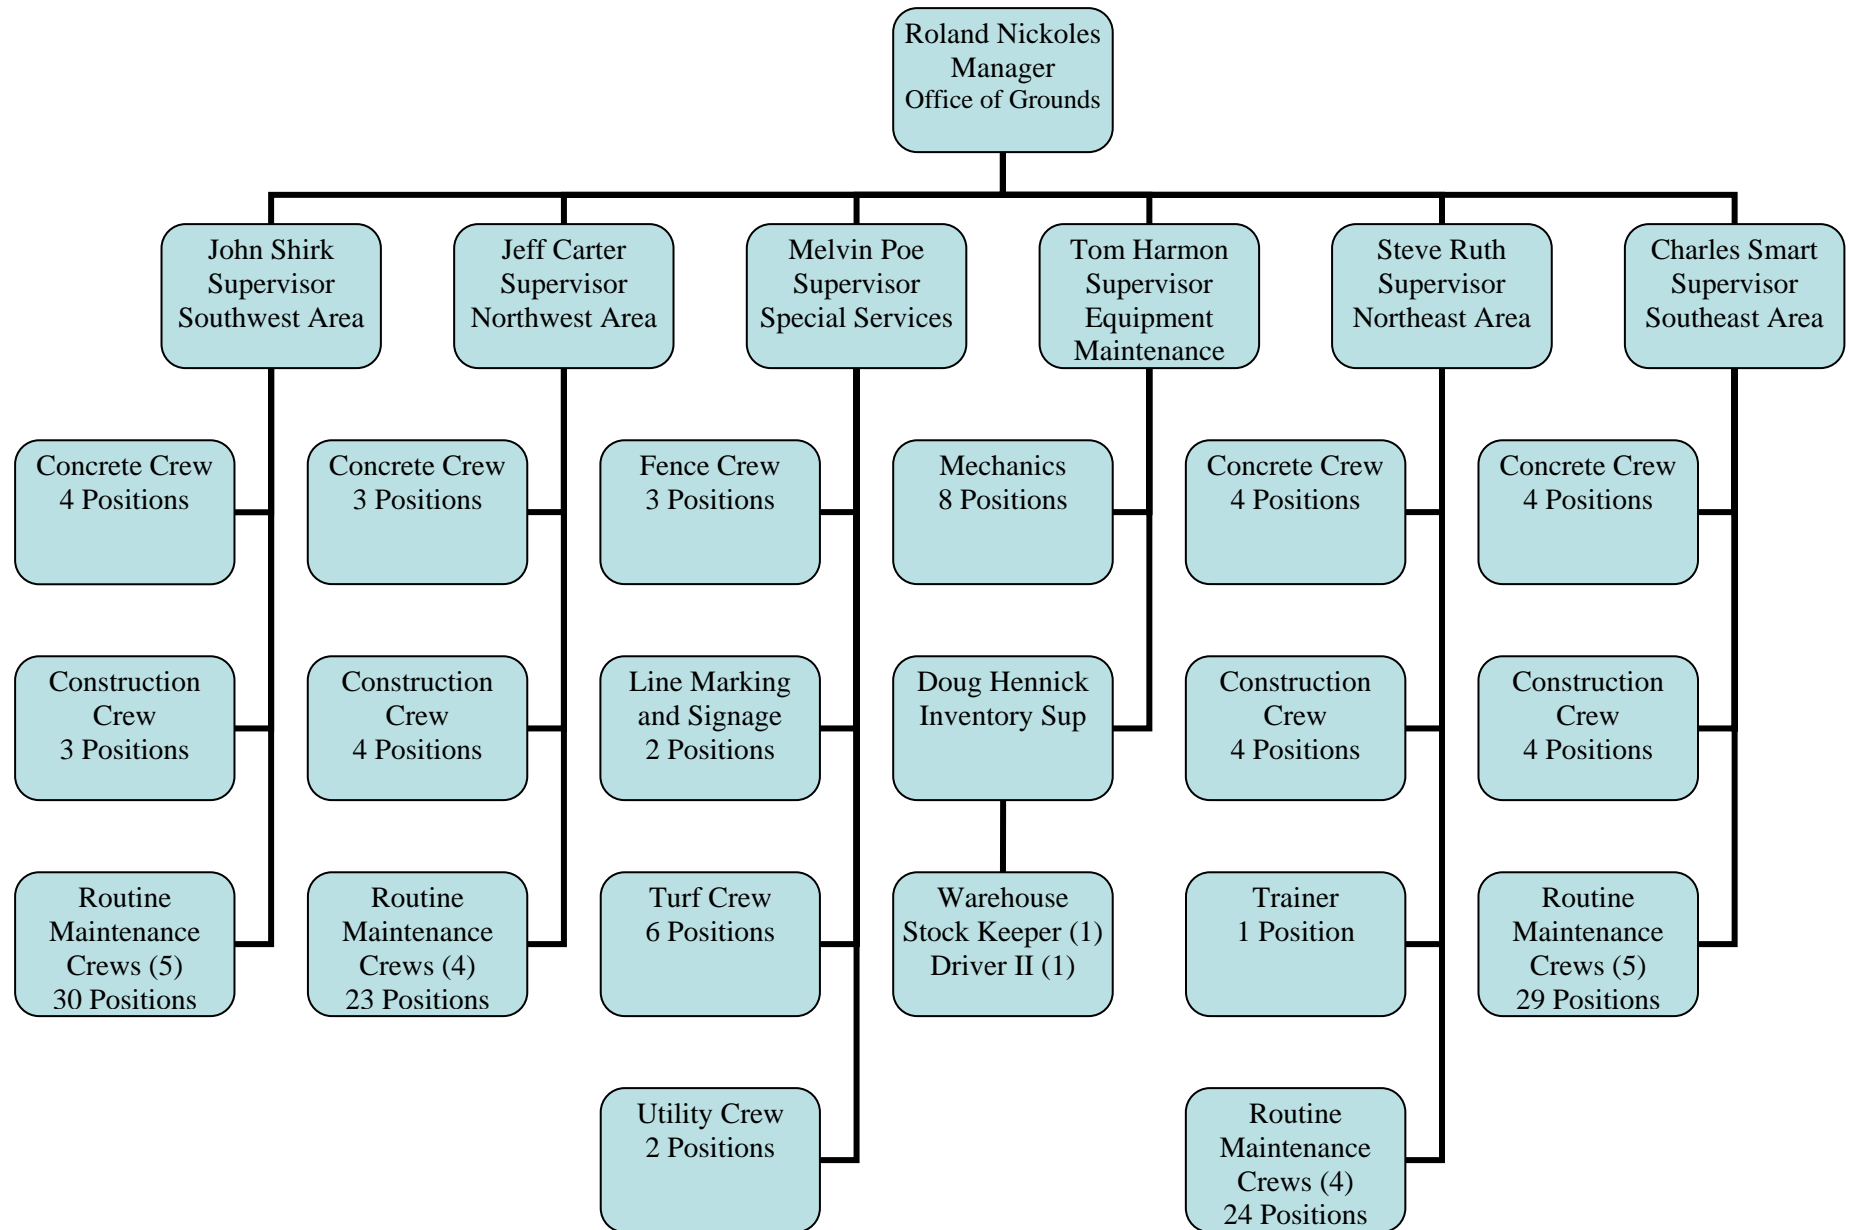 Roland Nickoles
Manager
Office of Grounds
John Shirk
Supervisor
Southwest Area
Jeff Carter
Supervisor
Northwest Area
Melvin Poe
Supervisor
Special Services
Tom Harmon
Supervisor
Equipment
Maintenance
Steve Ruth
Supervisor
Northeast Area
Charles Smart
Supervisor
Southeast Area
Concrete Crew
4 Positions
Concrete Crew
3 Positions
Fence Crew
3 Positions
Mechanics
8 Positions
Concrete Crew
4 Positions
Concrete Crew
4 Positions
Construction
Crew
3 Positions
Construction
Crew
4 Positions
Line Marking
and Signage
2 Positions
Doug Hennick
Inventory Sup
Construction
Crew
4 Positions
Construction
Crew
4 Positions
Routine
Maintenance
Crews (5)
30 Positions
Routine
Maintenance
Crews (4)
23 Positions
Turf Crew
6 Positions
Warehouse
Stock Keeper (1)
Driver II (1)
Trainer
1 Position
Routine
Maintenance
Crews (5)
29 Positions
Utility Crew
2 Positions
Routine
Maintenance
Crews (4)
24 Positions